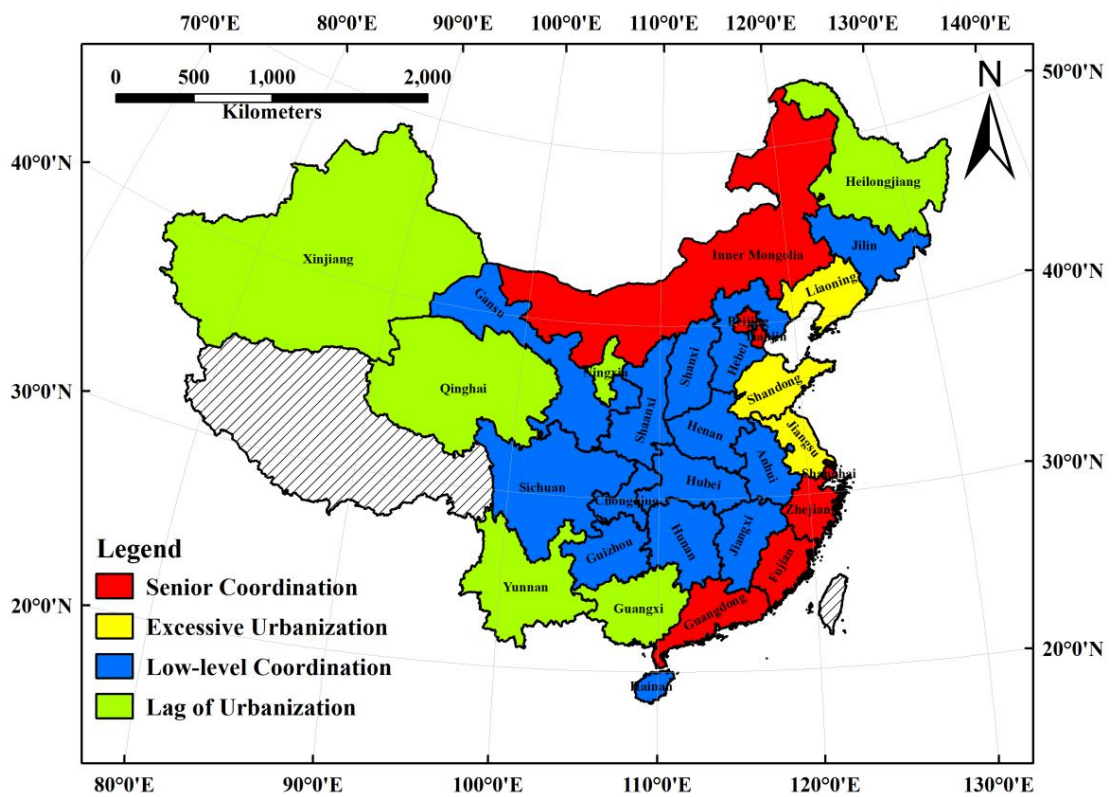 70°0'E 80°0'E 90°0'E 100°0'E 110°0'E 120°0'E 130°0'E 140°0'E
0 500 1,000 2,000
Kilometers
N
50°0'N
40°0'N
40°0'N
30°0'N
30°0'N
20°0'N
20°0'N
Heilongjiang
Jilin
Xinjiang
Inner Mongolia
Liaoning
Gansu
Beijing
Tianjin
Hebei
Shanxi
Ningxia
Qinghai
Shandong
Shaanxi
Henan
Jiangsu
Anhui
Shanghai
Sichuan
Hubei
Chongqing
Zhejian
Guizhou
Hunan
Jiangxi
Fujian
Yunnan
Guangxi
Guangdong
Hainan
Legend
Senior Coordination
Excessive Urbanization
Low-level Coordination
Lag of Urbanization
80°0'E 90°0'E 100°0'E 110°0'E 120°0'E 130°0'E